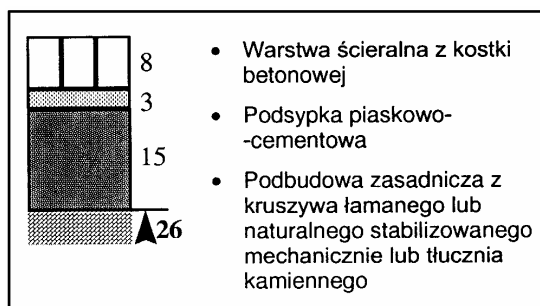 8
3
15
26
• Warstwa ścieralna z kostki
betonowej
• Podsypka piaskowo-
-cementowa
• Podbudowa zasadnicza z
kruszywa łamanego lub
naturalnego stabilizowanego
mechanicznie lub tłucznia
kamiennego